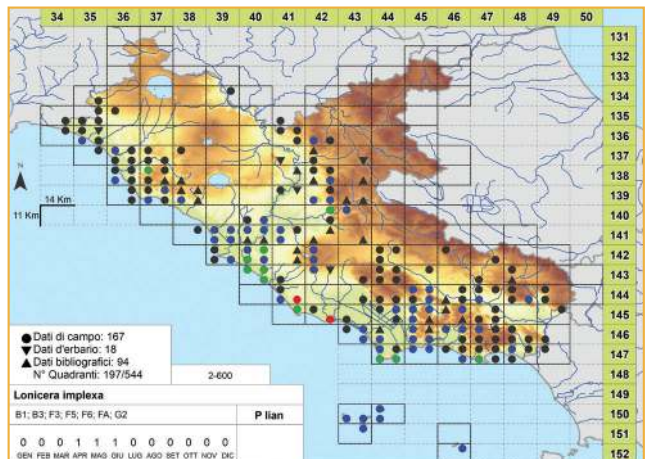 34 35 36 37 38 39 40 41 42 43 44 45 46 47 48 49 50
131
132
133
134
135
136
137
138
139
140
141
142
143
144
145
146
147
148
149
150
151
152
N
14 Km
11 Km
Dati di campo: 167
Dati d'erbario: 18
Dati bibliografici: 94
N° Quadranti: 197/544
2-600
Lonicera implexa
B1; B3; F3; F5; F6; FA; G2
P lian
0 0 0 1 1 1 0 0 0 0 0 0
GEN FEB MAR APR MAG GIU LUG AGO SET OTT NOV DIC